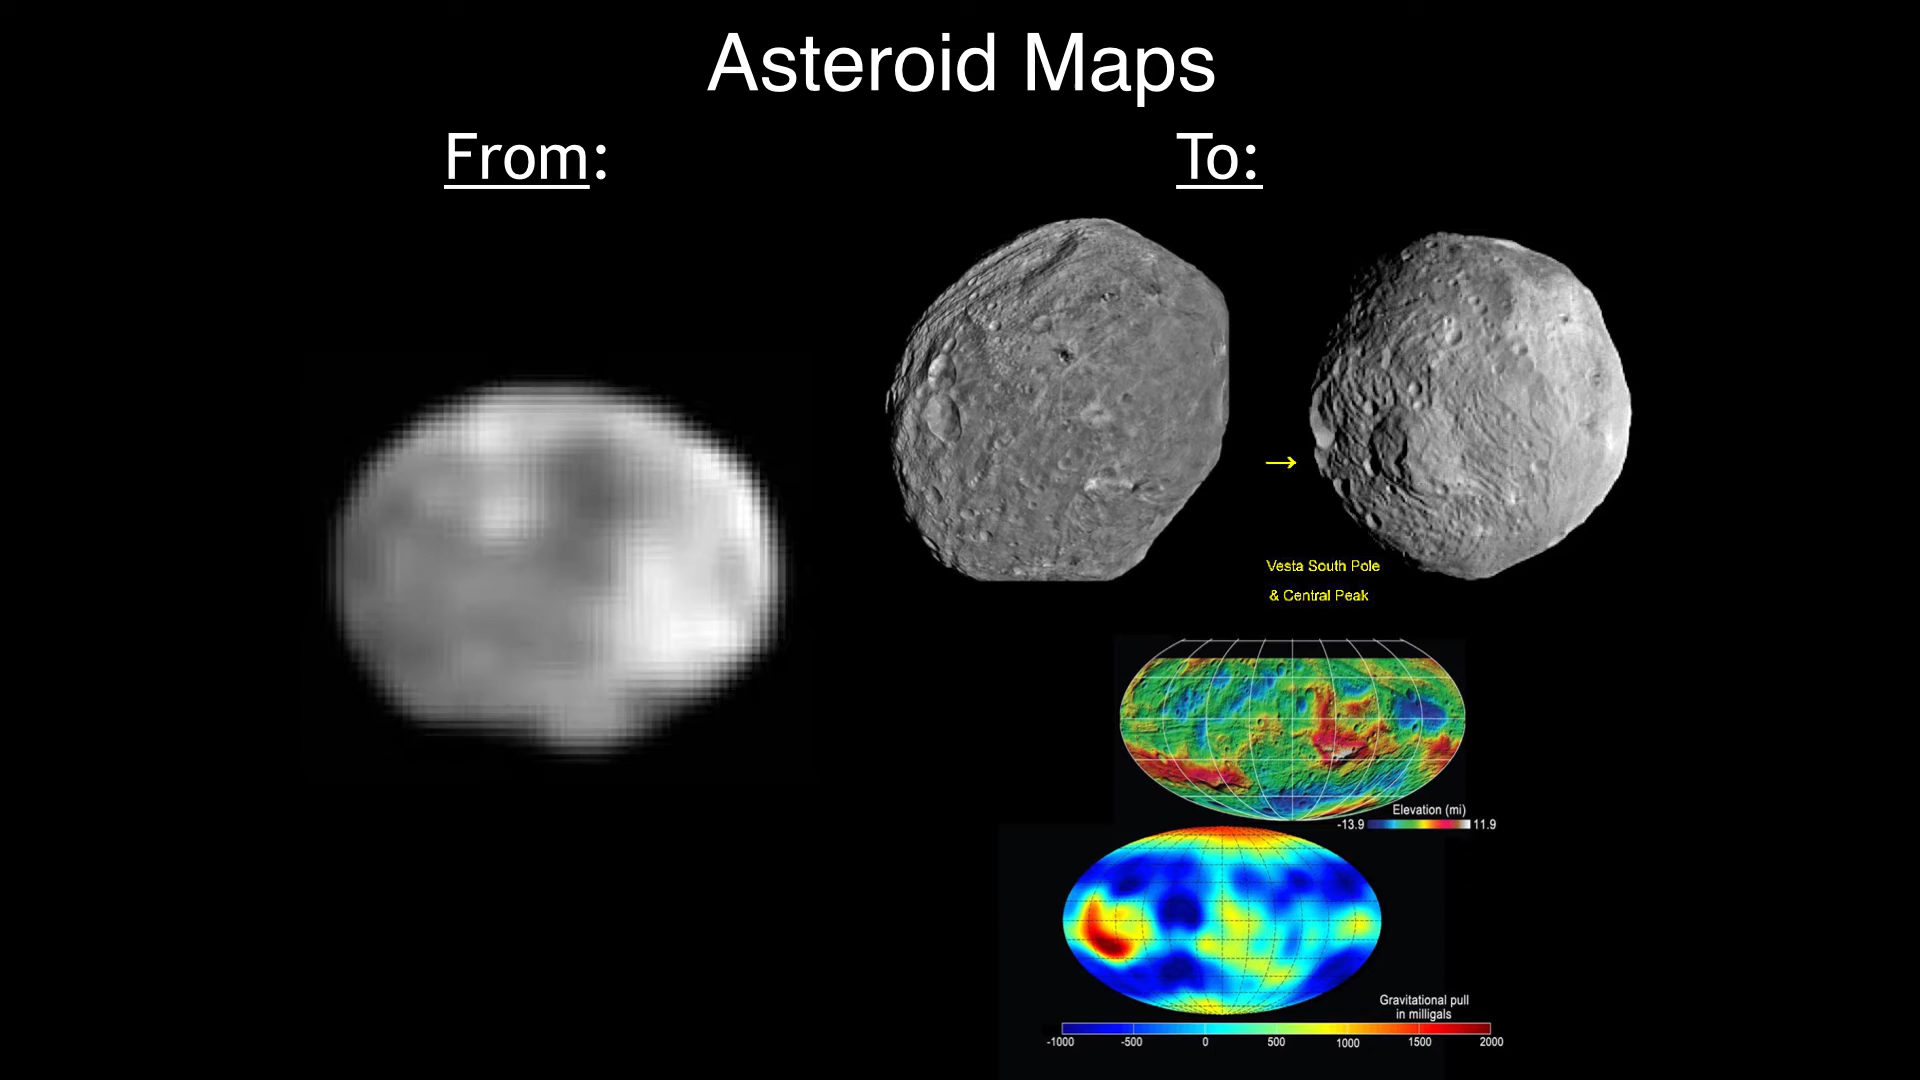 Asteroid Maps
From:
To:
→
Vesta South Pole
& Central Peak
Elevation (mi)
-13.9 11.9
Gravitational pull
in milligals
-1000 -500 0 500 1000 1500 2000